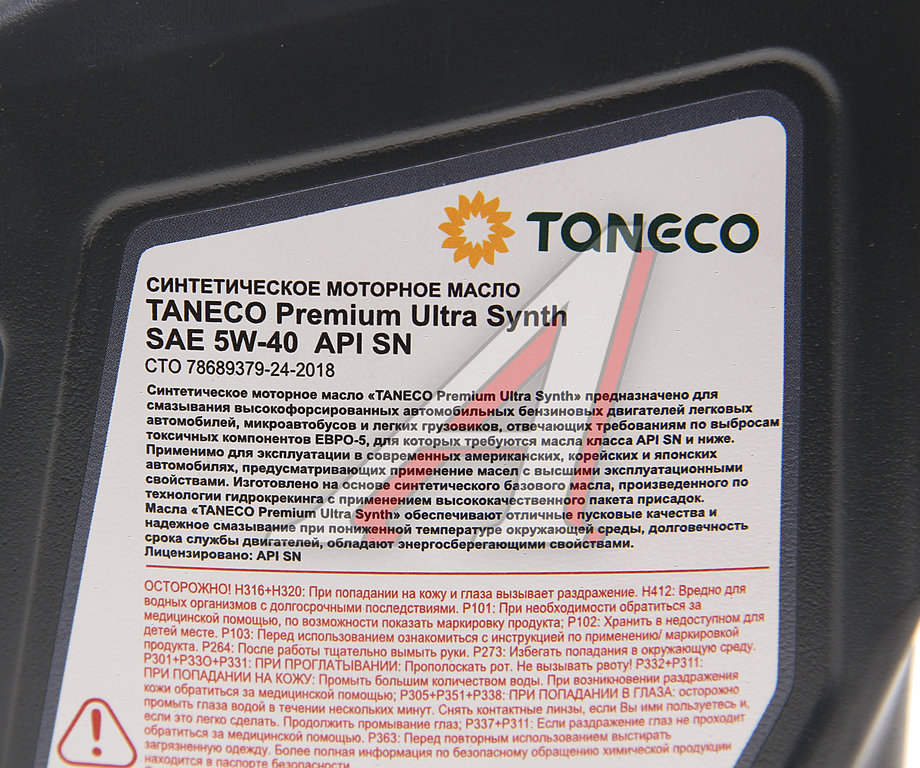 TANECO
СИНТЕТИЧЕСКОЕ МОТОРНОЕ МАСЛО
TANECO Premium Ultra Synth
SAE 5W-40 API SN
СТО 78689379-24-2018
Синтетическое моторное масло «TANECO Premium Ultra Synth» предназначено для
смазывания высокофорсированных автомобильных бензиновых двигателей легковых
автомобилей, микроавтобусов и легких грузовиков, отвечающих требованиям по выбросам
токсичных компонентов ЕВРО-5, для которых требуются масла класса API SN и ниже.
Применимо для эксплуатации в современных американских, корейских и японских
автомобилях, предусматривающих применение масел с высшими эксплуатационными
свойствами. Изготовлено на основе синтетического базового масла, произведенного по
технологии гидрокрекинга с применением высококачественного пакета присадок.
Масла «TANECO Premium Ultra Synth» обеспечивают отличные пусковые качества и
надежное смазывание при пониженной температуре окружающей среды, долговечность
срока службы двигателей, обладают энергосберегающими свойствами.
Лицензировано: API SN
ОСТОРОЖНО! H316+H320: При попадании на кожу и глаза вызывает раздражение. H412: Вредно для
водных организмов с долгосрочными последствиями. P101: При необходимости обратиться за
медицинской помощью, по возможности показать маркировку продукта; P102: Хранить в недоступном для
детей месте. P103: Перед использованием ознакомиться с инструкцией по применению/ маркировкой
продукта. P264: После работы тщательно вымыть руки. P273: Избегать попадания в окружающую среду.
P301+P33O+P331: ПРИ ПРОГЛАТЫВАНИИ: Прополоскать рот. Не вызывать рвоту! P332+P311:
ПРИ ПОПАДАНИИ НА КОЖУ: Промыть большим количеством воды. При возникновении раздражения
кожи обратиться за медицинской помощью; P305+P351+P338: ПРИ ПОПАДАНИИ В ГЛАЗА: осторожно
промыть глаза водой в течении нескольких минут. Снять контактные линзы, если Вы ими пользуетесь и,
если это легко сделать. Продолжить промывание глаз; P337+P311: Если раздражение глаз не проходит
обратиться за медицинской помощью. P363: Перед повторным использованием выстирать
загрязненную одежду. Более полная информация по безопасному обращению химической продукции
находится в паспорте безопасности.